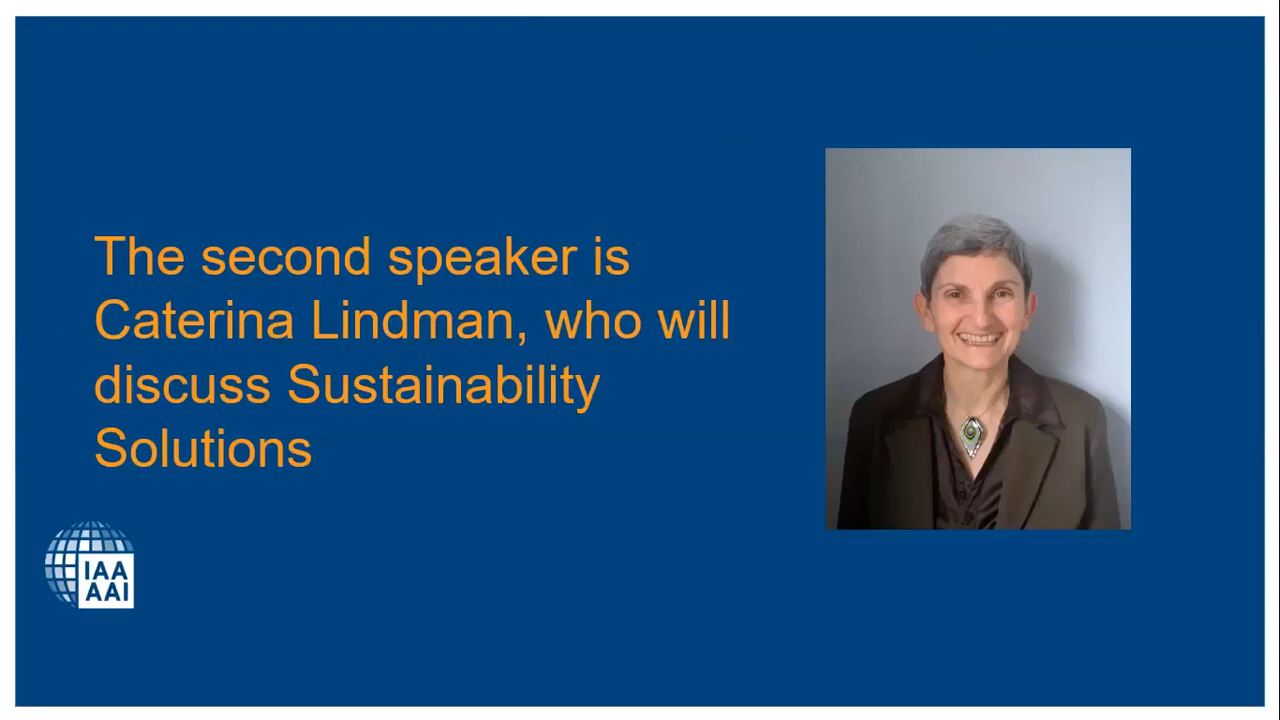 The second speaker is
Caterina Lindman, who will
discuss Sustainability
Solutions
IAA
AAI